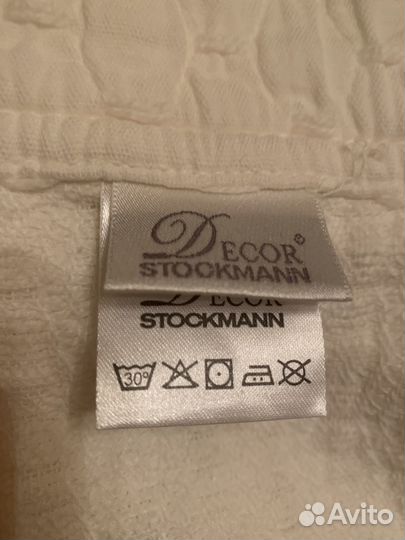 DECOR®
STOCKMANN
DECOR
STOCKMANN
30°
Avito